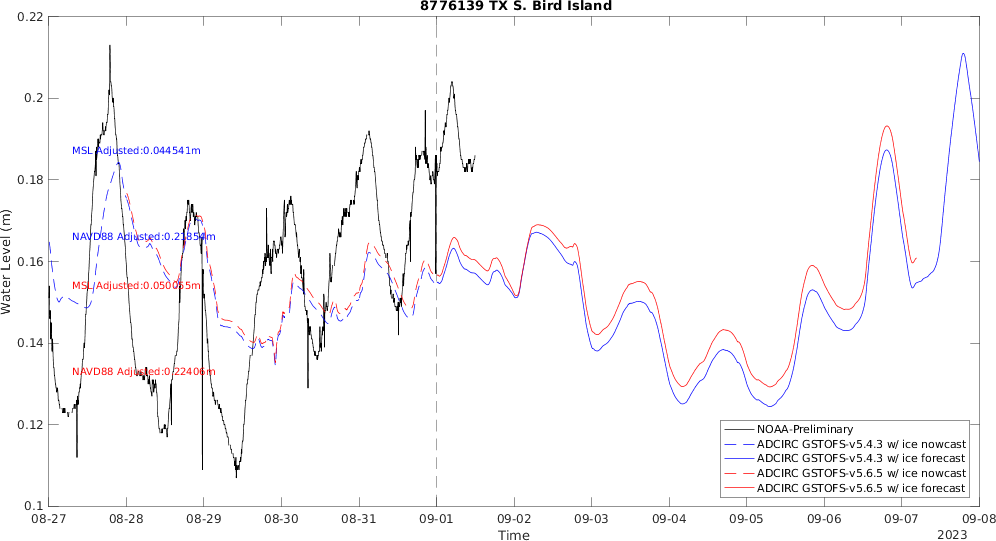 8776139 TX S. Bird Island
Water Level (m)
0.22
0.2
0.18
0.16
0.14
0.12
0.1
MSL Adjusted:0.044541m
NAVD88 Adjusted:0.21854m
MSL Adjusted:0.050065m
NAVD88 Adjusted:0.22406m
NOAA-Preliminary
ADCIRC GSTOFS-v5.4.3 w/ ice nowcast
ADCIRC GSTOFS-v5.4.3 w/ ice forecast
ADCIRC GSTOFS-v5.6.5 w/ ice nowcast
ADCIRC GSTOFS-v5.6.5 w/ ice forecast
08-27 08-28 08-29 08-30 08-31 09-01 09-02 09-03 09-04 09-05 09-06 09-07 09-08
Time
2023